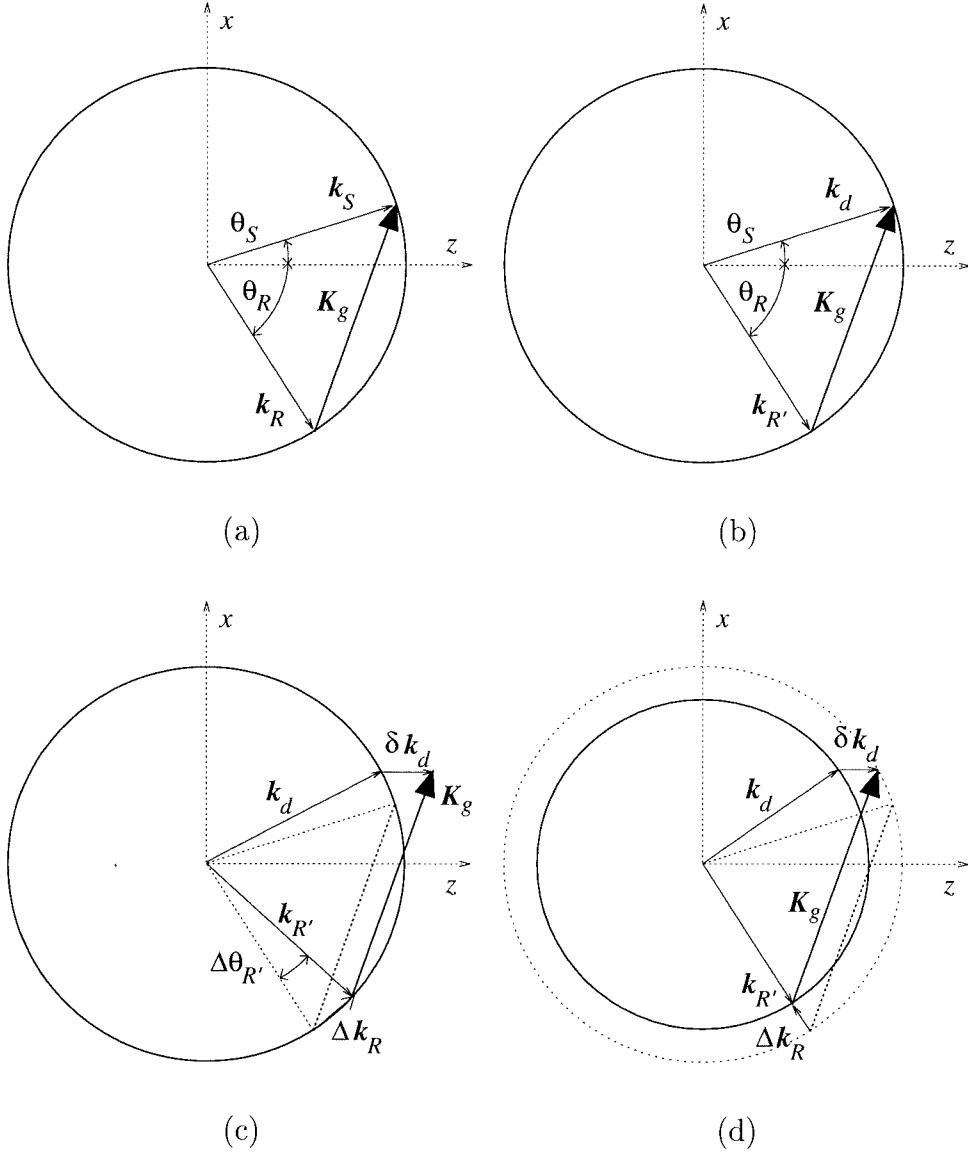 x
k_S
θ_S
z
θ_R
K_g
k_R
(a)
x
k_d
θ_S
z
θ_R
K_g
k_R'
(b)
x
δk_d
k_d
K_g
z
k_R'
Δθ_R'
Δk_R
(c)
x
δk_d
k_d
z
K_g
k_R'
Δk_R
(d)